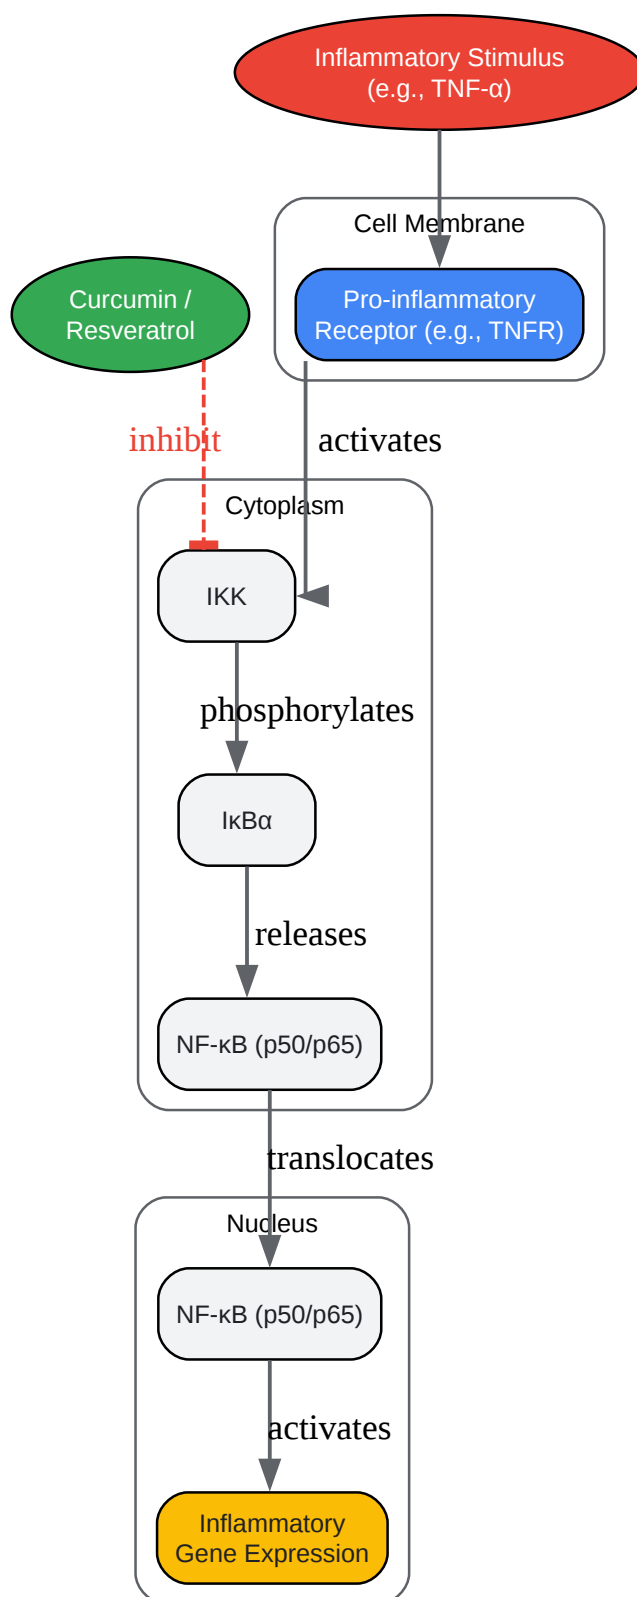 Inflammatory Stimulus
(e.g., TNF-α)
Cell Membrane
Curcumin /
Resveratrol
Pro-inflammatory
Receptor (e.g., TNFR)
inhibit
activates
Cytoplasm
IKK
phosphorylates
IκBα
releases
NF-κB (p50/p65)
translocates
Nucleus
NF-κB (p50/p65)
activates
Inflammatory
Gene Expression